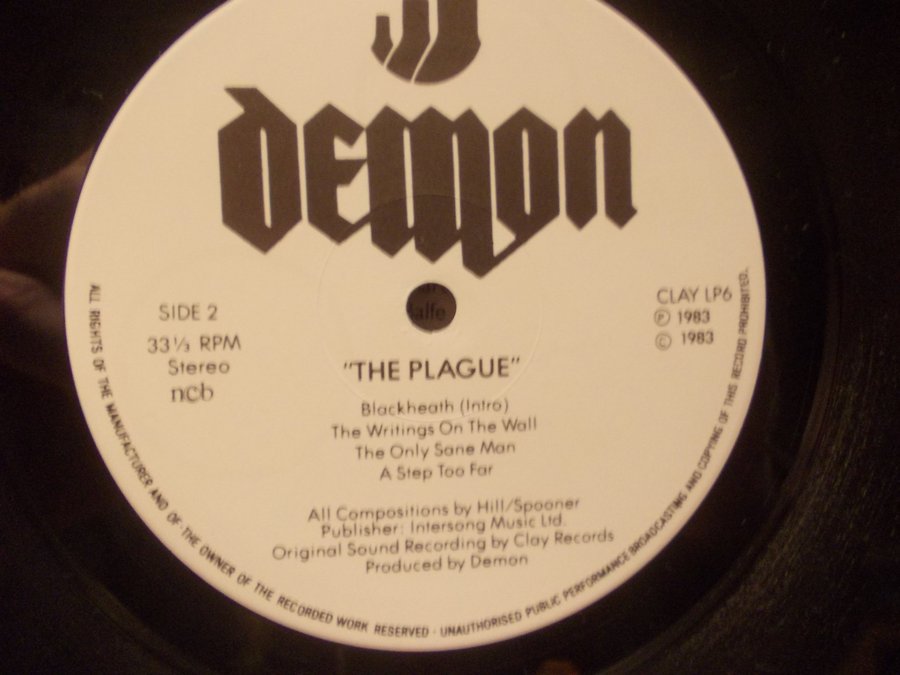 DEMON
SIDE 2
33⅓ RPM
Stereo
ncb
CLAY LP6
Ⓟ 1983
© 1983
"THE PLAGUE"
Blackheath (Intro)
The Writings On The Wall
The Only Sane Man
A Step Too Far
All Compositions by Hill/Spooner
Publisher: Intersong Music Ltd.
Original Sound Recording by Clay Records
Produced by Demon
ALL RIGHTS OF THE MANUFACTURER AND OF THE OWNER OF THE RECORDED WORK RESERVED · UNAUTHORISED PUBLIC PERFORMANCE BROADCASTING AND COPYING OF THIS RECORD PROHIBITED.